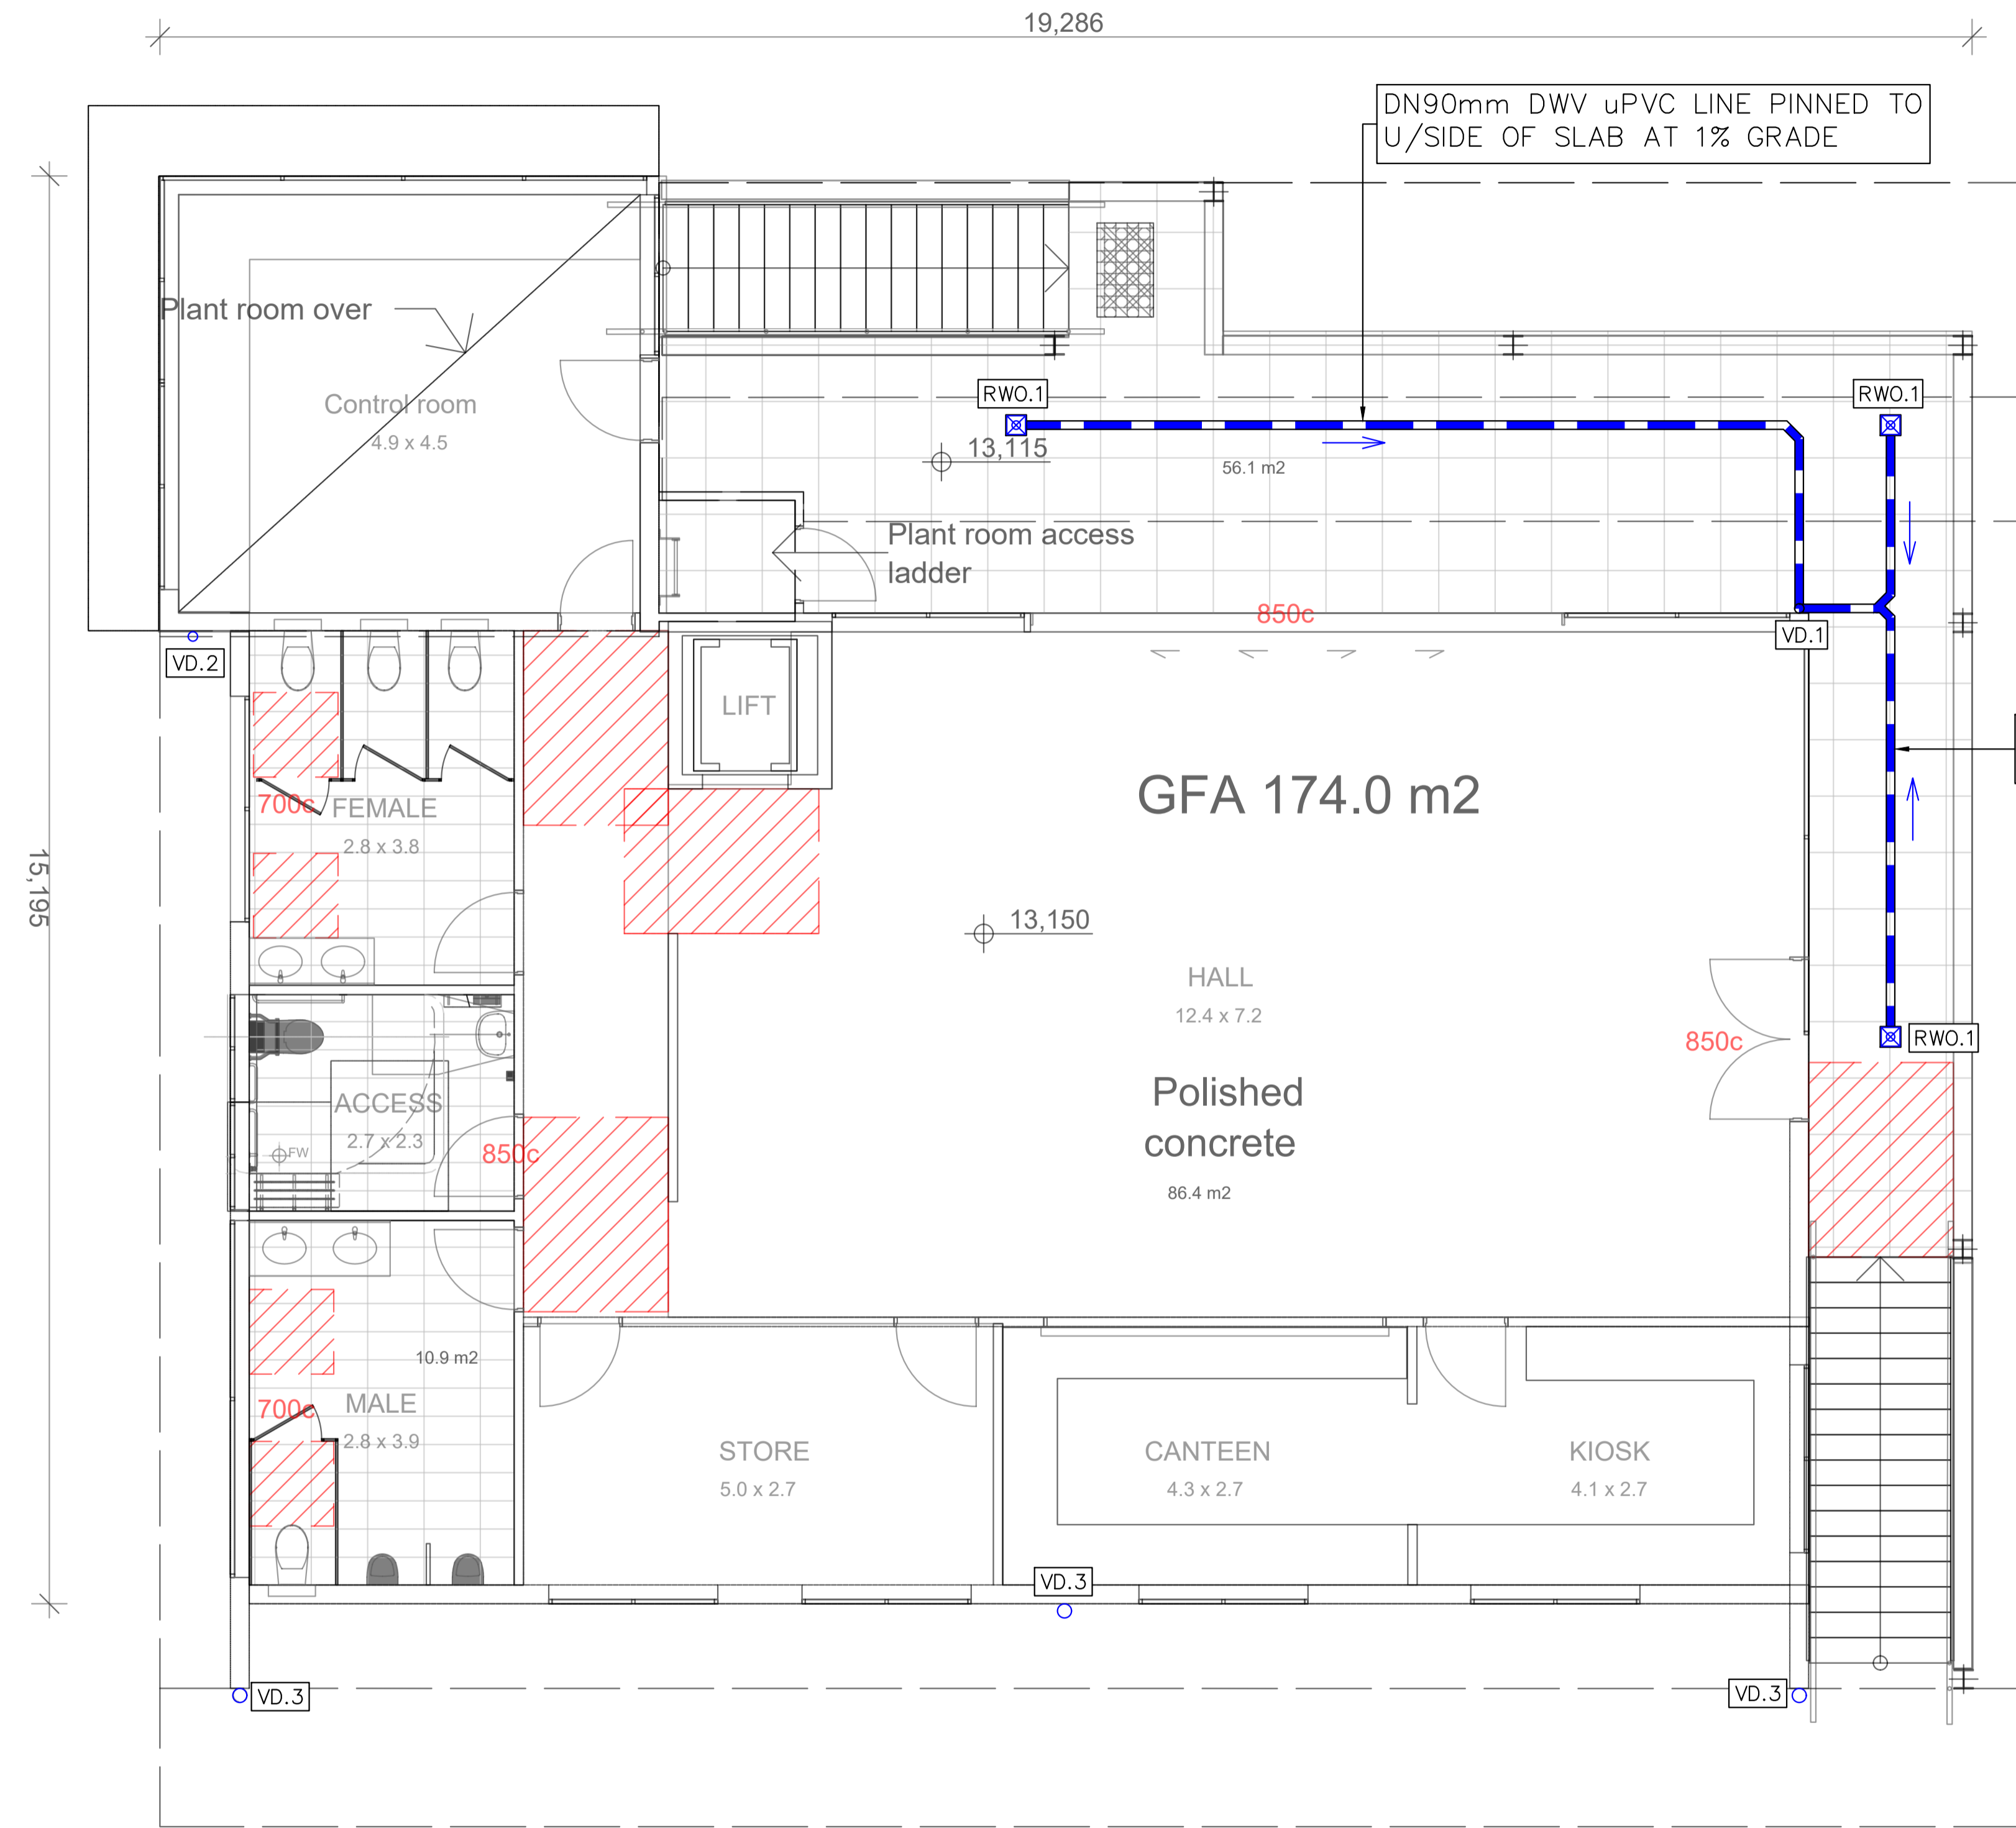 19,286
DN90mm DWV uPVC LINE PINNED TO
U/SIDE OF SLAB AT 1% GRADE
Plant room over
Control room
4.9 x 4.5
RWO.1
RWO.1
13,115
56.1 m2
Plant room access
ladder
850c
VD.1
VD.2
LIFT
GFA 174.0 m2
700c
FEMALE
2.8 x 3.8
15,195
13,150
HALL
12.4 x 7.2
850c
RWO.1
Polished
concrete
86.4 m2
ACCESS
2.7 x 2.3
FW
850c
10.9 m2
700c
MALE
2.8 x 3.9
STORE
5.0 x 2.7
CANTEEN
4.3 x 2.7
KIOSK
4.1 x 2.7
VD.3
VD.3
VD.3